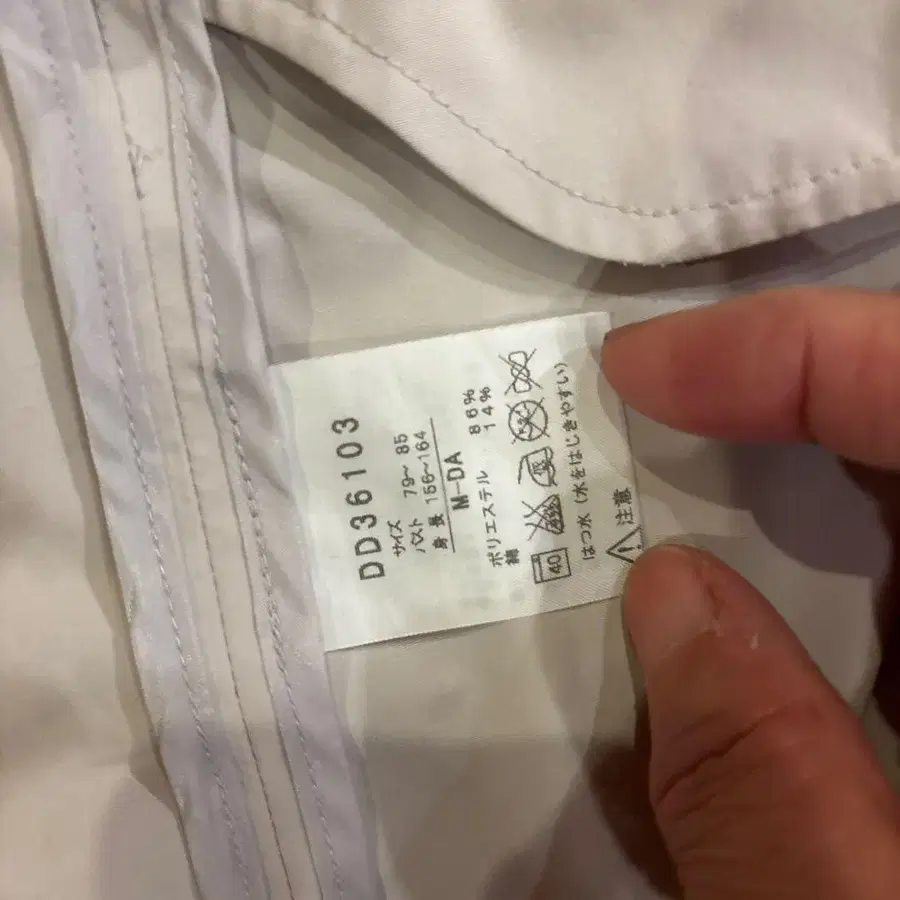 DD36103
サイズ
バスト 79~ 85
身長 156~164
M-DA
ポリエステル 86%
綿 14%
40
はつ水 (水をはじきやすい)
注意